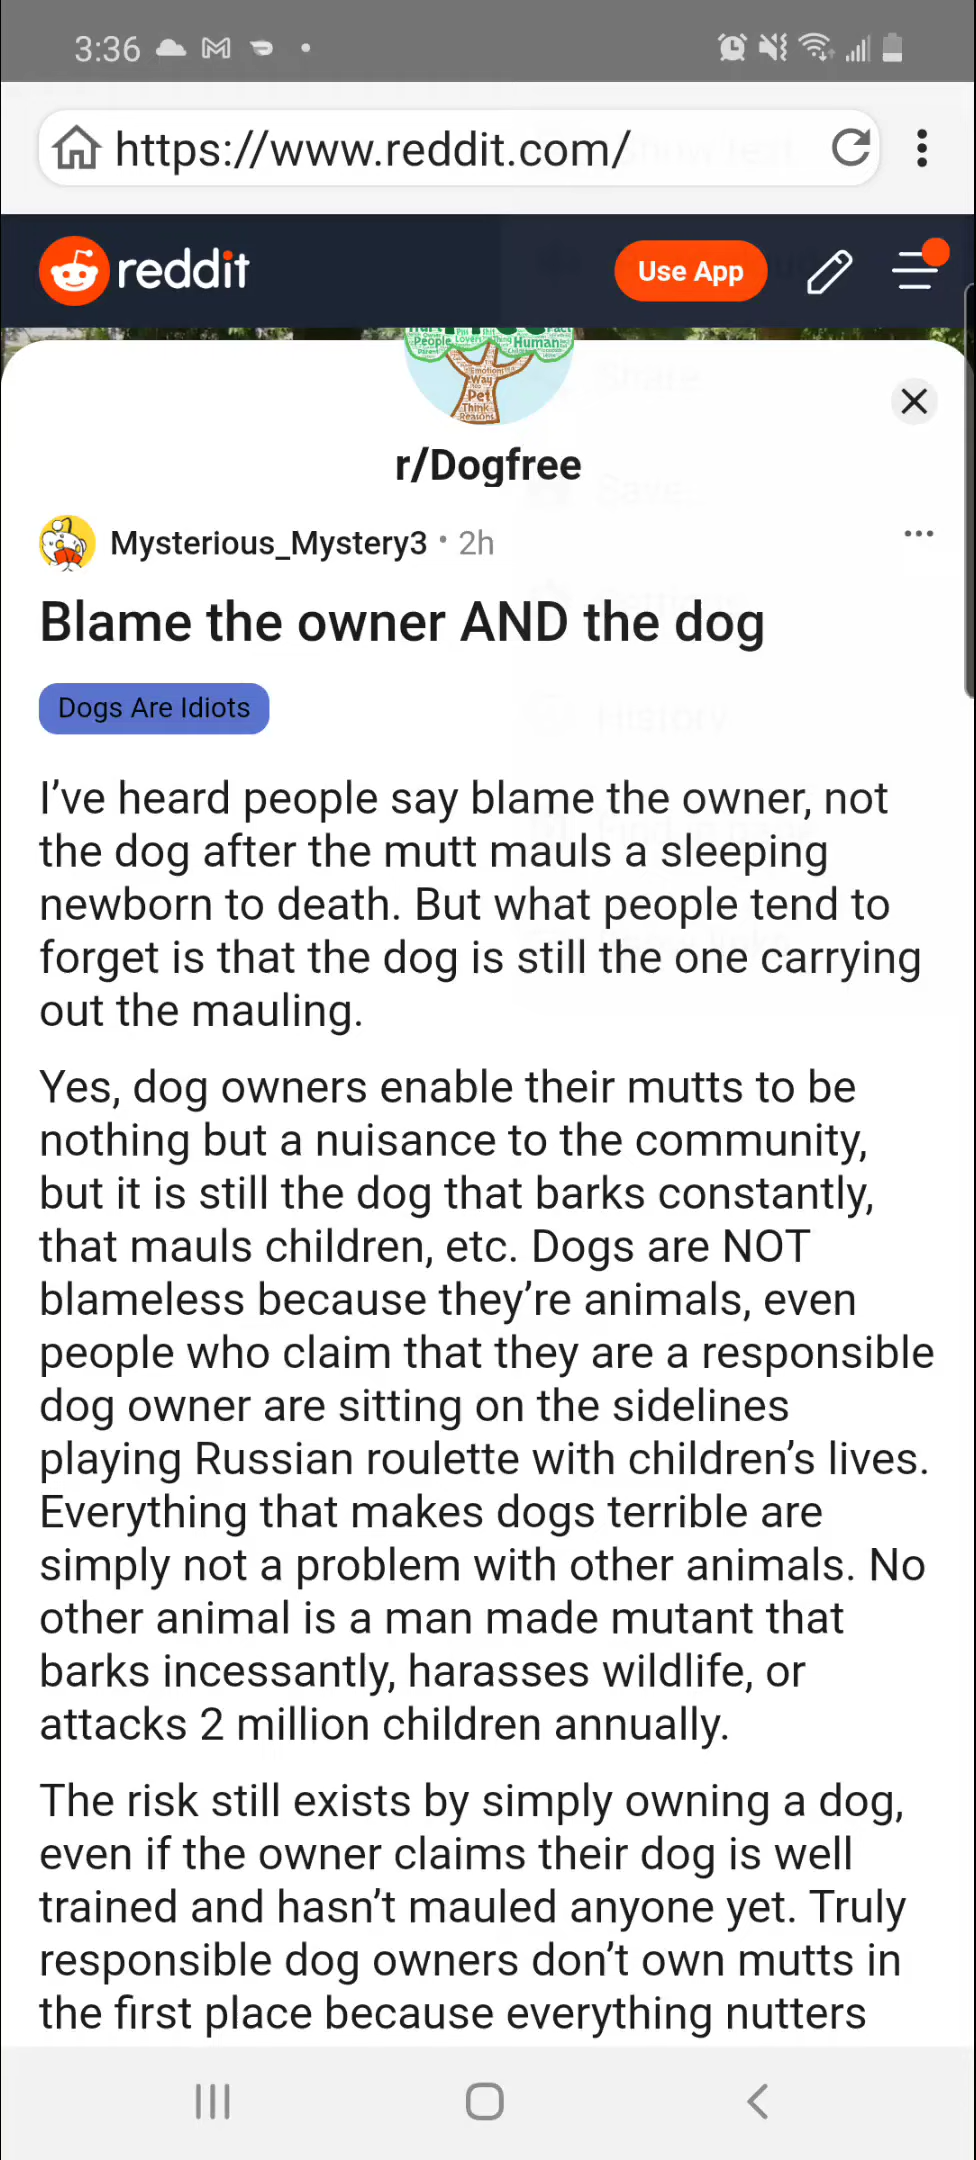 3:36
https://www.reddit.com/
reddit
Use App
People Lovers Thing Humans
Emotion
Way
Pet
Think
Reasons
r/Dogfree
Mysterious_Mystery3 • 2h
Blame the owner AND the dog
Dogs Are Idiots
I’ve heard people say blame the owner, not
the dog after the mutt mauls a sleeping
newborn to death. But what people tend to
forget is that the dog is still the one carrying
out the mauling.
Yes, dog owners enable their mutts to be
nothing but a nuisance to the community,
but it is still the dog that barks constantly,
that mauls children, etc. Dogs are NOT
blameless because they’re animals, even
people who claim that they are a responsible
dog owner are sitting on the sidelines
playing Russian roulette with children’s lives.
Everything that makes dogs terrible are
simply not a problem with other animals. No
other animal is a man made mutant that
barks incessantly, harasses wildlife, or
attacks 2 million children annually.
The risk still exists by simply owning a dog,
even if the owner claims their dog is well
trained and hasn’t mauled anyone yet. Truly
responsible dog owners don’t own mutts in
the first place because everything nutters